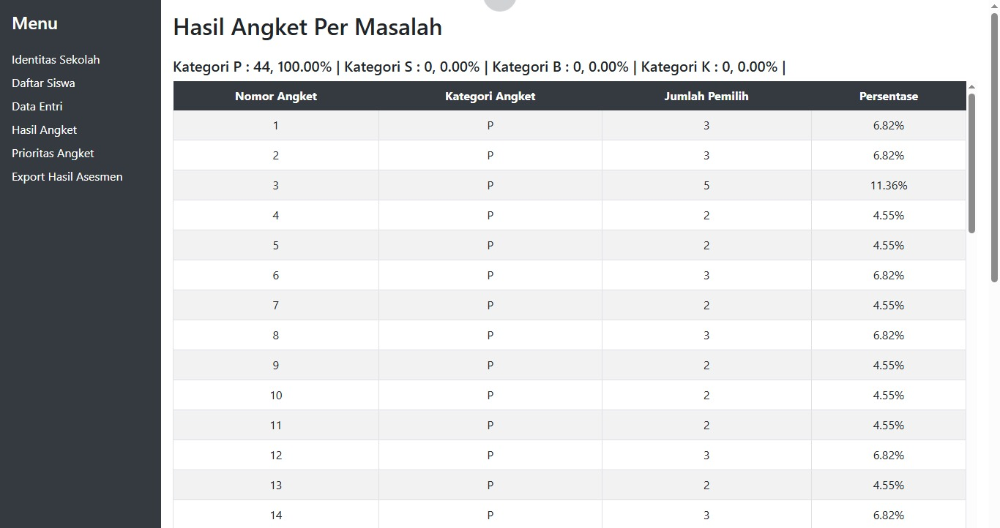 Menu
Identitas Sekolah
Daftar Siswa
Data Entri
Hasil Angket
Prioritas Angket
Export Hasil Asesmen
Hasil Angket Per Masalah
Kategori P : 44, 100.00% | Kategori S : 0, 0.00% | Kategori B : 0, 0.00% | Kategori K : 0, 0.00% |
Nomor Angket Kategori Angket Jumlah Pemilih Persentase
1 P 3 6.82%
2 P 3 6.82%
3 P 5 11.36%
4 P 2 4.55%
5 P 2 4.55%
6 P 3 6.82%
7 P 2 4.55%
8 P 3 6.82%
9 P 2 4.55%
10 P 2 4.55%
11 P 2 4.55%
12 P 3 6.82%
13 P 2 4.55%
14 P 3 6.82%